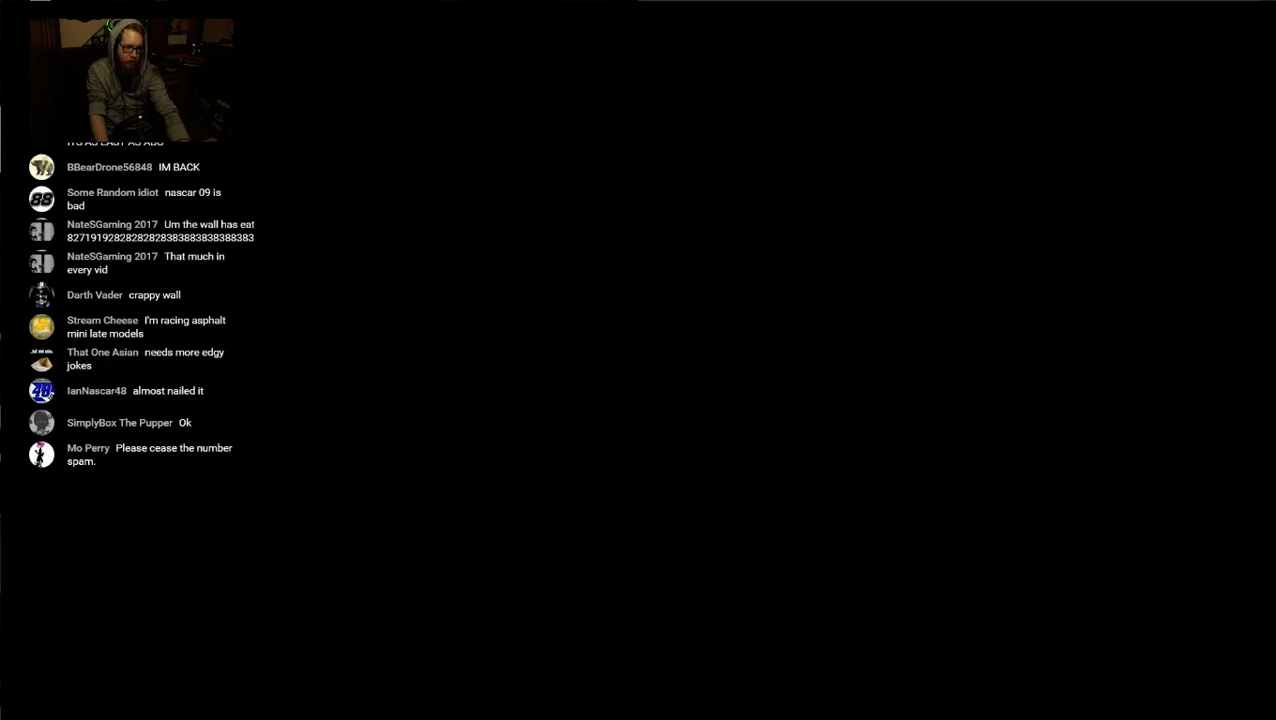 BBearDrone56848 IM BACK
Some Random idiot nascar 09 is
bad
NateSGaming 2017 Um the wall has eat
8271919282828282838388383838383
NateSGaming 2017 That much in
every vid
Darth Vader crappy wall
Stream Cheese I'm racing asphalt
mini late models
That One Asian needs more edgy
jokes
IanNascar48 almost nailed it
SimplyBox The Pupper Ok
Mo Perry Please cease the number
spam.